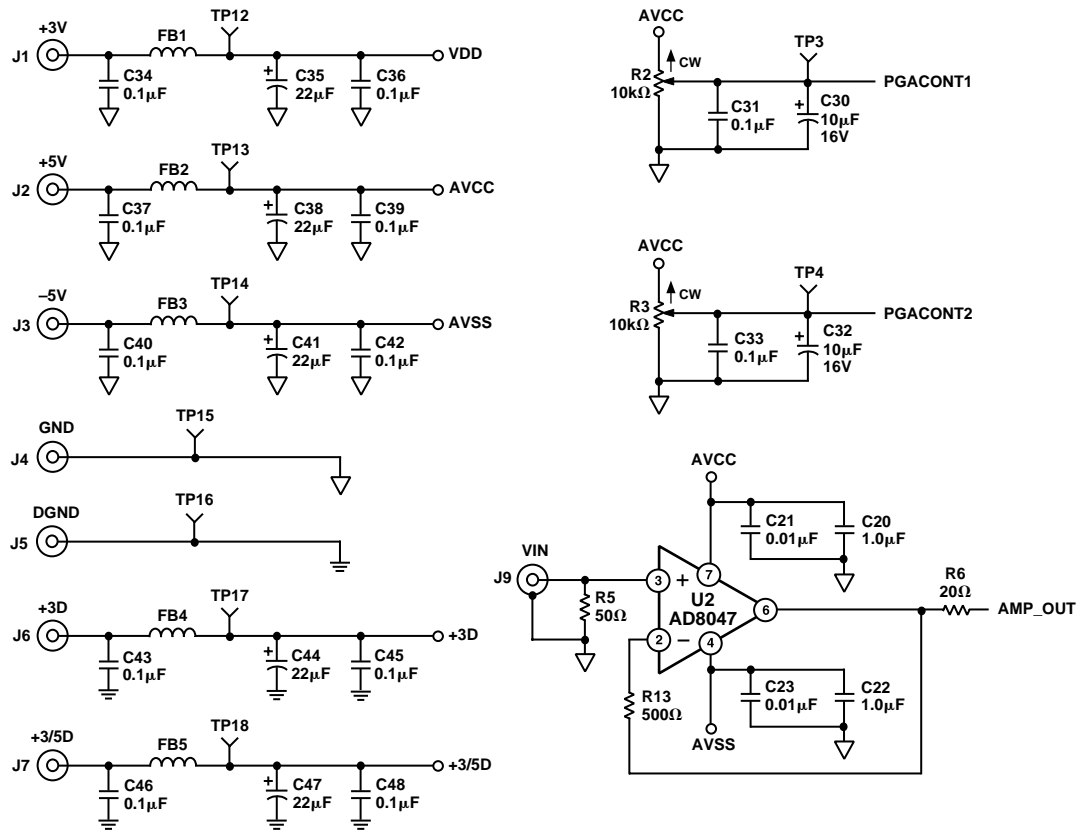 +3V
J1
FB1
TP12
VDD
C34
0.1µF
+
C35
22µF
C36
0.1µF
+5V
J2
FB2
TP13
AVCC
C37
0.1µF
+
C38
22µF
C39
0.1µF
–5V
J3
FB3
TP14
AVSS
C40
0.1µF
+
C41
22µF
C42
0.1µF
GND
J4
TP15
DGND
J5
TP16
+3D
J6
FB4
TP17
+3D
C43
0.1µF
+
C44
22µF
C45
0.1µF
+3/5D
J7
FB5
TP18
+3/5D
C46
0.1µF
+
C47
22µF
C48
0.1µF
AVCC
CW
R2
10kΩ
TP3
PGACONT1
C31
0.1µF
+
C30
10µF
16V
AVCC
CW
R3
10kΩ
TP4
PGACONT2
C33
0.1µF
+
C32
10µF
16V
AVCC
C21
0.01µF
C20
1.0µF
VIN
J9
R5
50Ω
3
+
7
U2
AD8047
6
2
–
4
R6
20Ω
AMP_OUT
R13
500Ω
C23
0.01µF
C22
1.0µF
AVSS